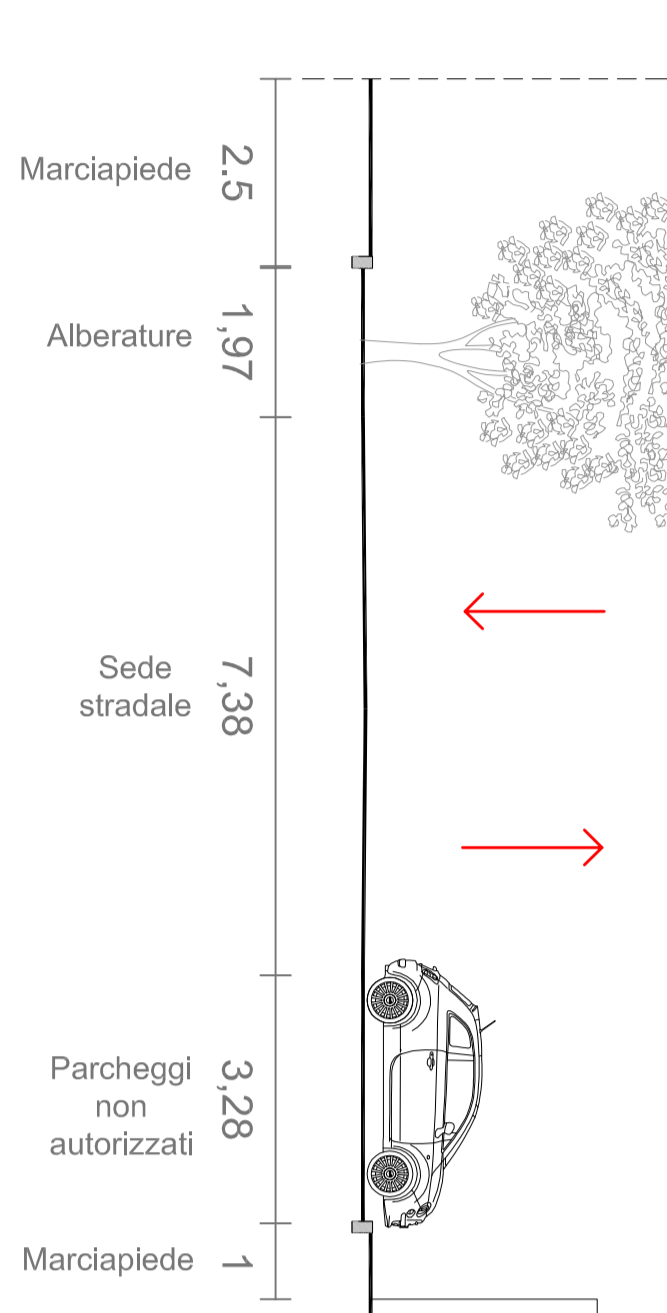 Marciapiede
2.5
Alberature
1,97
Sede
stradale
7,38
Parcheggi
non
autorizzati
3,28
Marciapiede
1